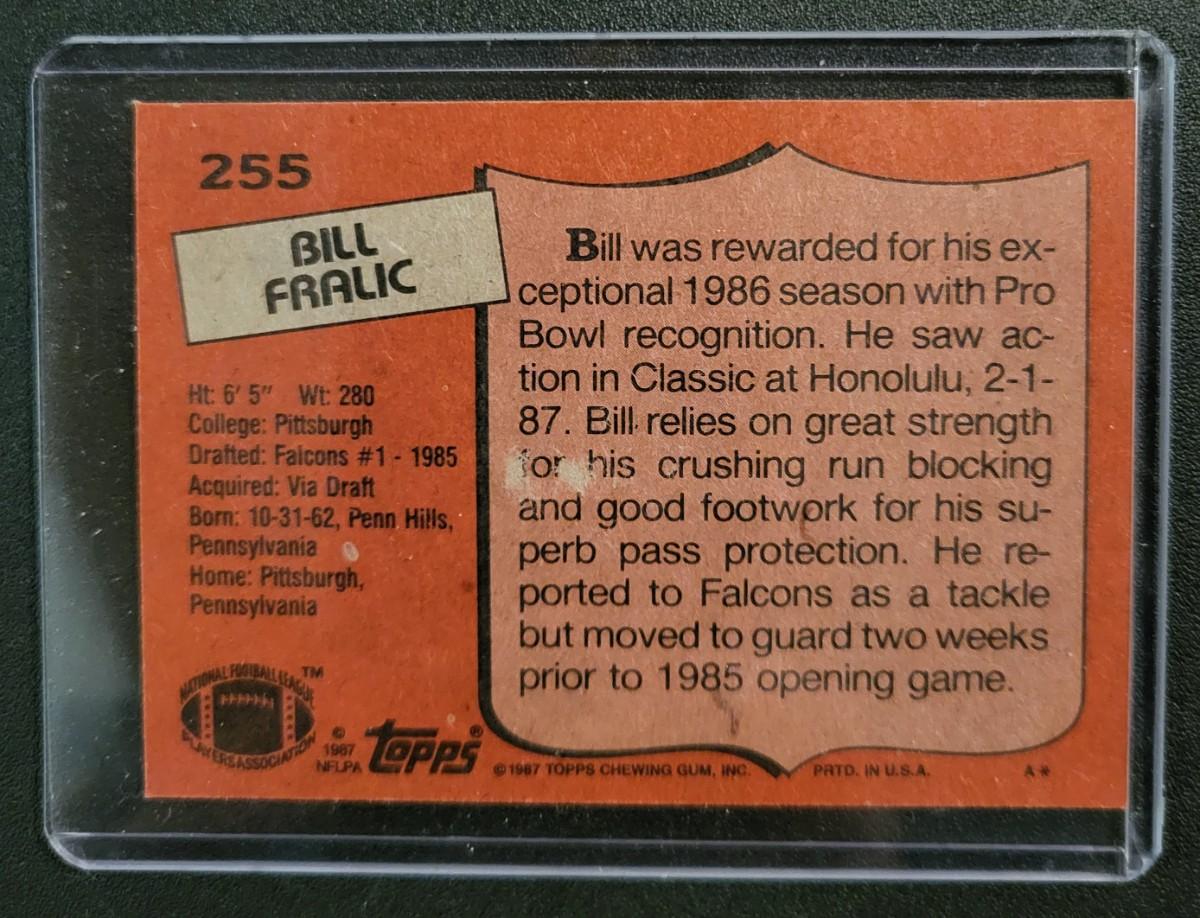 255
BILL
FRALIC
Ht: 6' 5" Wt: 280
College: Pittsburgh
Drafted: Falcons #1 - 1985
Acquired: Via Draft
Born: 10-31-62, Penn Hills,
Pennsylvania
Home: Pittsburgh,
Pennsylvania
Bill was rewarded for his ex-
ceptional 1986 season with Pro
Bowl recognition. He saw ac-
tion in Classic at Honolulu, 2-1-
87. Bill relies on great strength
for his crushing run blocking
and good footwork for his su-
perb pass protection. He re-
ported to Falcons as a tackle
but moved to guard two weeks
prior to 1985 opening game.
NATIONAL FOOTBALL LEAGUE ™
PLAYERS ASSOCIATION
©
1987
NFLPA
topps®
©1987 TOPPS CHEWING GUM, INC. PRTD. IN U.S.A. A*